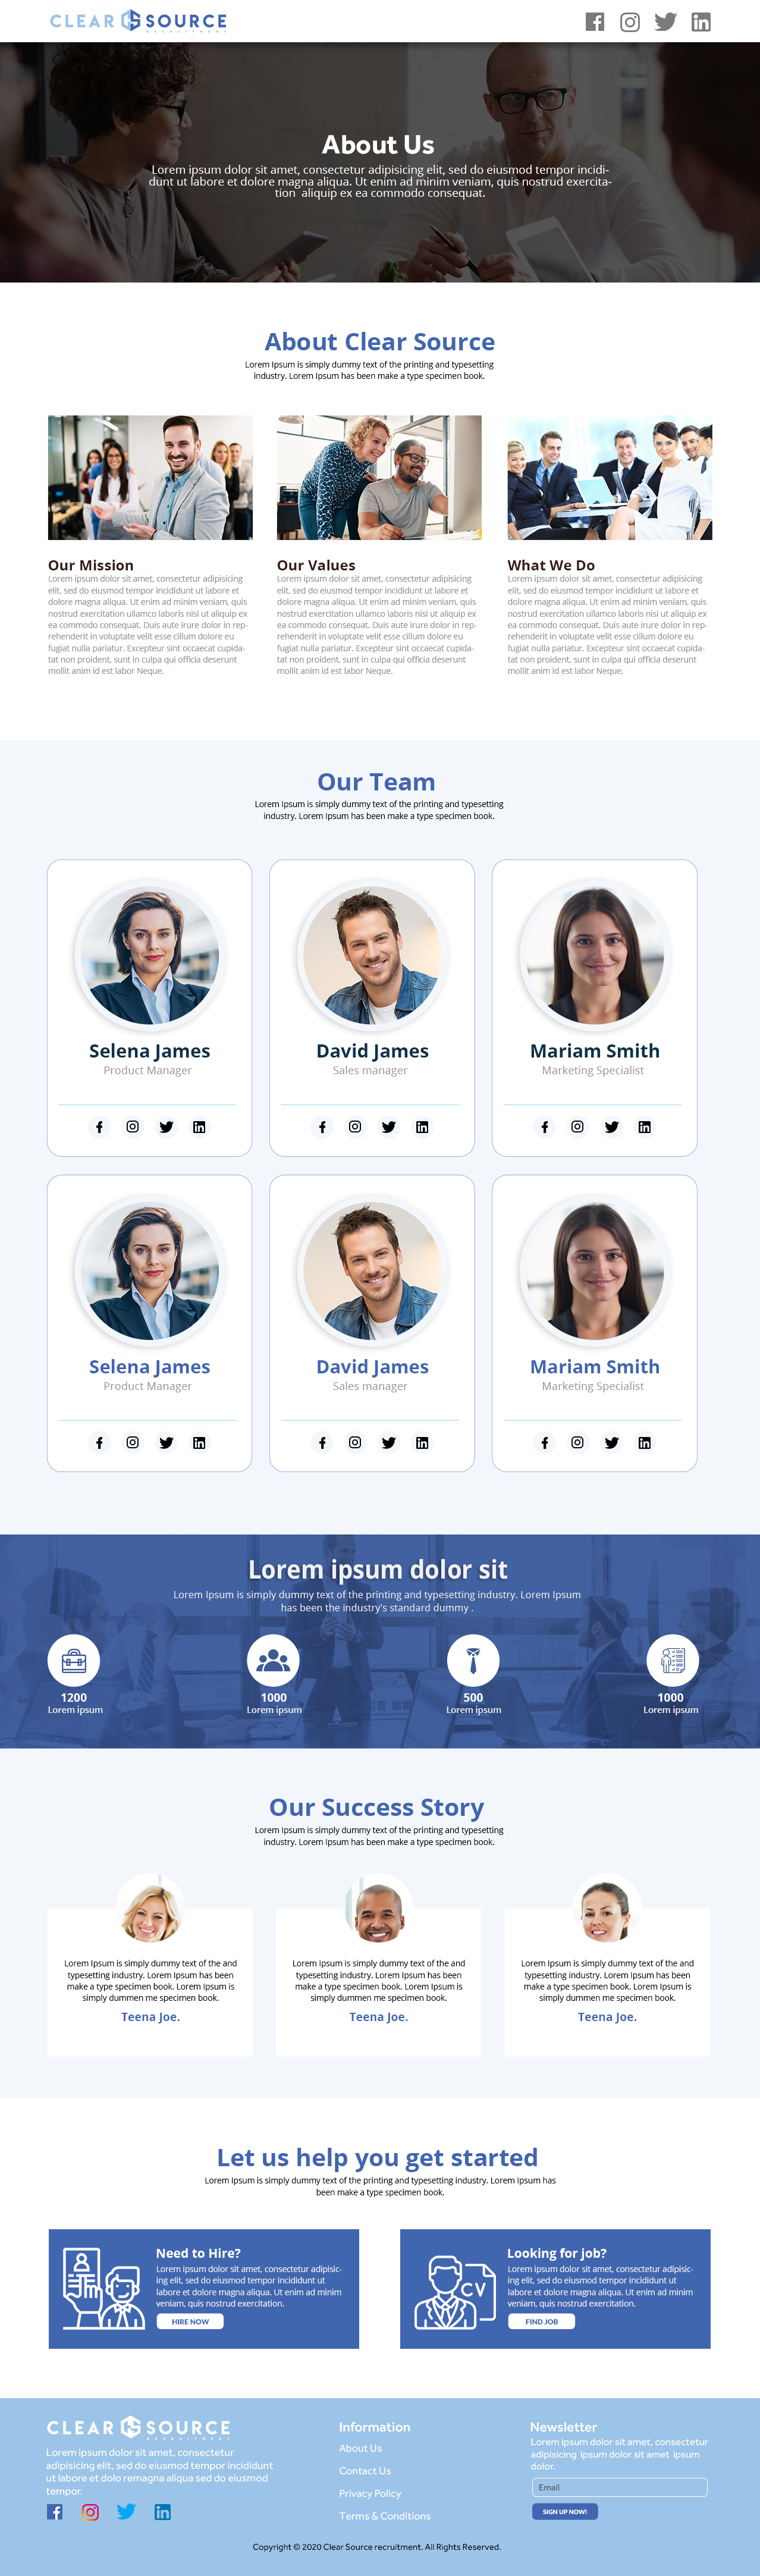 CLEAR SOURCE
RECRUITMENT
About Us
Lorem ipsum dolor sit amet, consectetur adipisicing elit, sed do eiusmod tempor incidi-
dunt ut labore et dolore magna aliqua. Ut enim ad minim veniam, quis nostrud exercita-
tion aliquip ex ea commodo consequat.
About Clear Source
Lorem Ipsum is simply dummy text of the printing and typesetting
industry. Lorem Ipsum has been make a type specimen book.
Our Mission
Lorem ipsum dolor sit amet, consectetur adipisicing
elit, sed do eiusmod tempor incididunt ut labore et
dolore magna aliqua. Ut enim ad minim veniam, quis
nostrud exercitation ullamco laboris nisi ut aliquip ex
ea commodo consequat. Duis aute irure dolor in rep-
rehenderit in voluptate velit esse cillum dolore eu
fugiat nulla pariatur. Excepteur sint occaecat cupida-
tat non proident, sunt in culpa qui officia deserunt
mollit anim id est labor Neque.
Our Values
Lorem ipsum dolor sit amet, consectetur adipisicing
elit, sed do eiusmod tempor incididunt ut labore et
dolore magna aliqua. Ut enim ad minim veniam, quis
nostrud exercitation ullamco laboris nisi ut aliquip ex
ea commodo consequat. Duis aute irure dolor in rep-
rehenderit in voluptate velit esse cillum dolore eu
fugiat nulla pariatur. Excepteur sint occaecat cupida-
tat non proident, sunt in culpa qui officia deserunt
mollit anim id est labor Neque.
What We Do
Lorem ipsum dolor sit amet, consectetur adipisicing
elit, sed do eiusmod tempor incididunt ut labore et
dolore magna aliqua. Ut enim ad minim veniam, quis
nostrud exercitation ullamco laboris nisi ut aliquip ex
ea commodo consequat. Duis aute irure dolor in rep-
rehenderit in voluptate velit esse cillum dolore eu
fugiat nulla pariatur. Excepteur sint occaecat cupida-
tat non proident, sunt in culpa qui officia deserunt
mollit anim id est labor Neque.
Our Team
Lorem Ipsum is simply dummy text of the printing and typesetting
industry. Lorem Ipsum has been make a type specimen book.
Selena James
Product Manager
David James
Sales manager
Mariam Smith
Marketing Specialist
Selena James
Product Manager
David James
Sales manager
Mariam Smith
Marketing Specialist
Lorem ipsum dolor sit
Lorem Ipsum is simply dummy text of the printing and typesetting industry. Lorem Ipsum
has been the industry's standard dummy .
1200
Lorem ipsum
1000
Lorem ipsum
500
Lorem ipsum
1000
Lorem ipsum
Our Success Story
Lorem Ipsum is simply dummy text of the printing and typesetting
industry. Lorem Ipsum has been make a type specimen book.
Lorem Ipsum is simply dummy text of the and
typesetting industry. Lorem Ipsum has been
make a type specimen book. Lorem Ipsum is
simply dummen me specimen book.
Teena Joe.
Lorem Ipsum is simply dummy text of the and
typesetting industry. Lorem Ipsum has been
make a type specimen book. Lorem Ipsum is
simply dummen me specimen book.
Teena Joe.
Lorem Ipsum is simply dummy text of the and
typesetting industry. Lorem Ipsum has been
make a type specimen book. Lorem Ipsum is
simply dummen me specimen book.
Teena Joe.
Let us help you get started
Lorem Ipsum is simply dummy text of the printing and typesetting industry. Lorem Ipsum has
been make a type specimen book.
Need to Hire?
Lorem ipsum dolor sit amet, consectetur adipisic-
ing elit, sed do eiusmod tempor incididunt ut
labore et dolore magna aliqua. Ut enim ad minim
veniam, quis nostrud exercitation.
HIRE NOW
CV
Looking for job?
Lorem ipsum dolor sit amet, consectetur adipisic-
ing elit, sed do eiusmod tempor incididunt ut
labore et dolore magna aliqua. Ut enim ad minim
veniam, quis nostrud exercitation.
FIND JOB
CLEAR SOURCE
RECRUITMENT
Lorem ipsum dolor sit amet, consectetur
adipisicing elit, sed do eiusmod tempor incididunt
ut labore et dolo remagna aliqua sed do eiusmod
tempor.
Information
About Us
Contact Us
Privacy Policy
Terms & Conditions
Newsletter
Lorem ipsum dolor sit amet, consectetur
adipisicing ipsum dolor sit amet ipsum
dolor.
Email
SIGN UP NOW!
Copyright © 2020 Clear Source recruitment. All Rights Reserved.